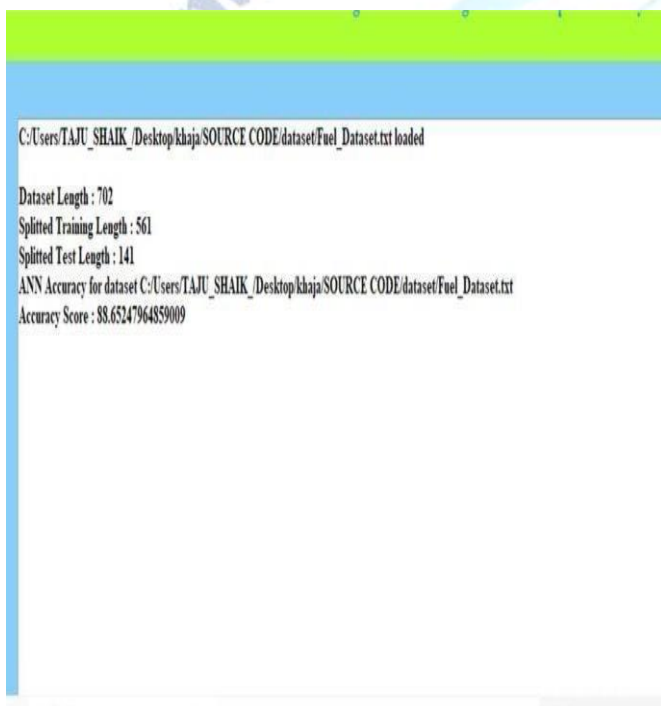 C:/Users/TAJU_SHAIK_/Desktop/khaja/SOURCE CODE/dataset/Fuel_Dataset.txt loaded
Dataset Length : 702
Splitted Training Length : 561
Splitted Test Length : 141
ANN Accuracy for dataset C:/Users/TAJU_SHAIK_/Desktop/khaja/SOURCE CODE/dataset/Fuel_Dataset.txt
Accuracy Score : 88.65247964859009